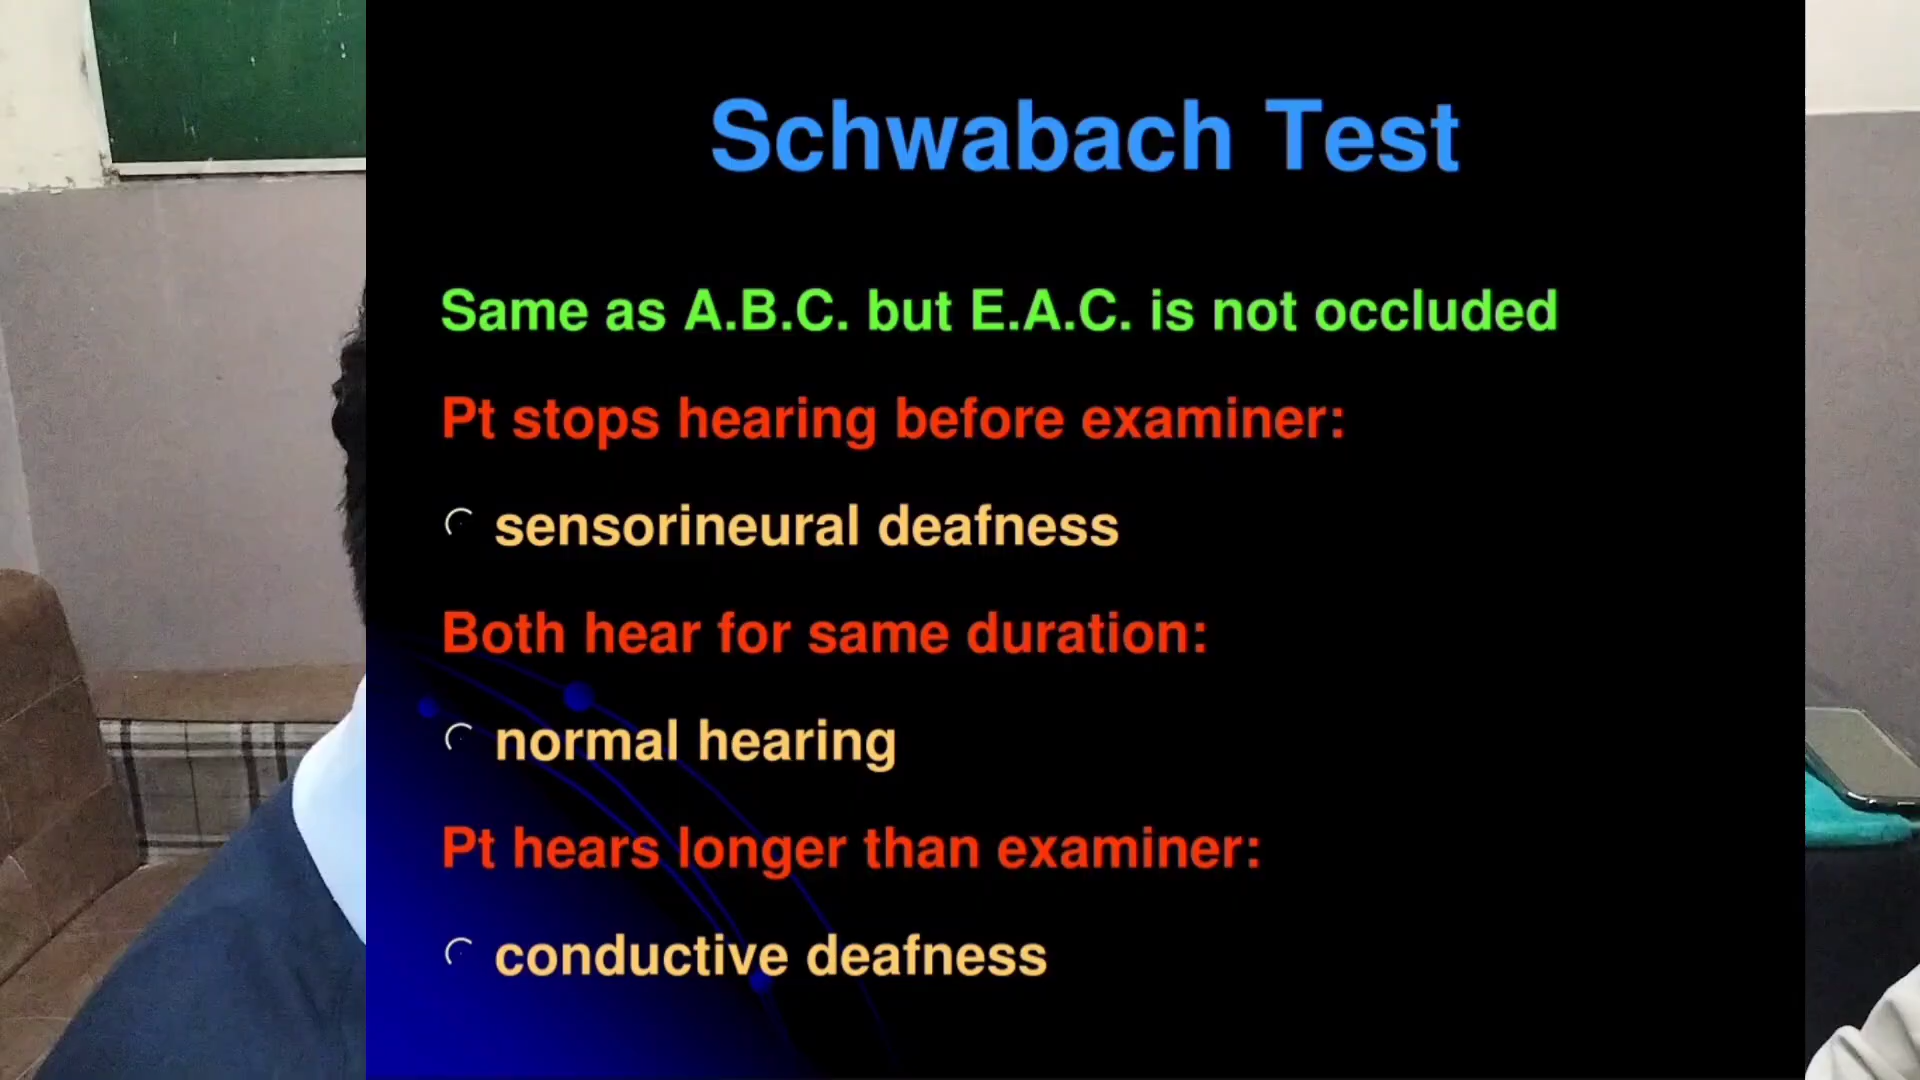 Schwabach Test
Same as A.B.C. but E.A.C. is not occluded
Pt stops hearing before examiner:
sensorineural deafness
Both hear for same duration:
normal hearing
Pt hears longer than examiner:
conductive deafness